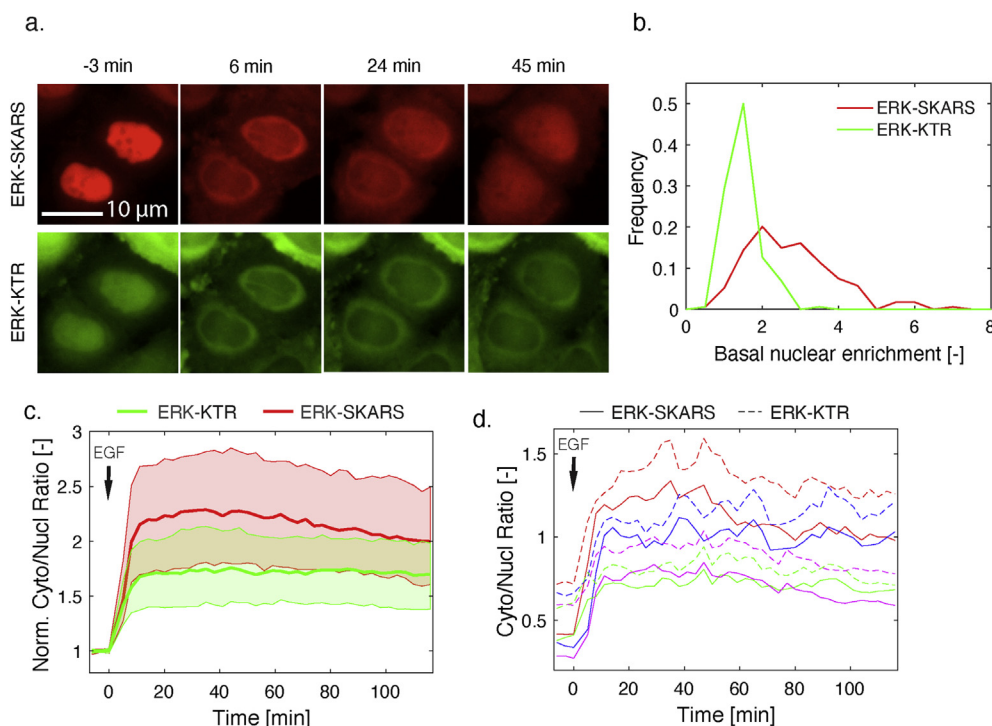 a.
-3 min 6 min 24 min 45 min
ERK-SKARS
10 µm
ERK-KTR
b.
0.5
0.4
0.3
0.2
0.1
0
Frequency
ERK-SKARS
ERK-KTR
0 2 4 6 8
Basal nuclear enrichment [-]
c.
ERK-KTR ERK-SKARS
3
2.5
2
1.5
1
Norm. Cyto/Nucl Ratio [-]
EGF
0 20 40 60 80 100
Time [min]
d.
ERK-SKARS ERK-KTR
1.5
1
0.5
Cyto/Nucl Ratio [-]
EGF
0 20 40 60 80 100
Time [min]